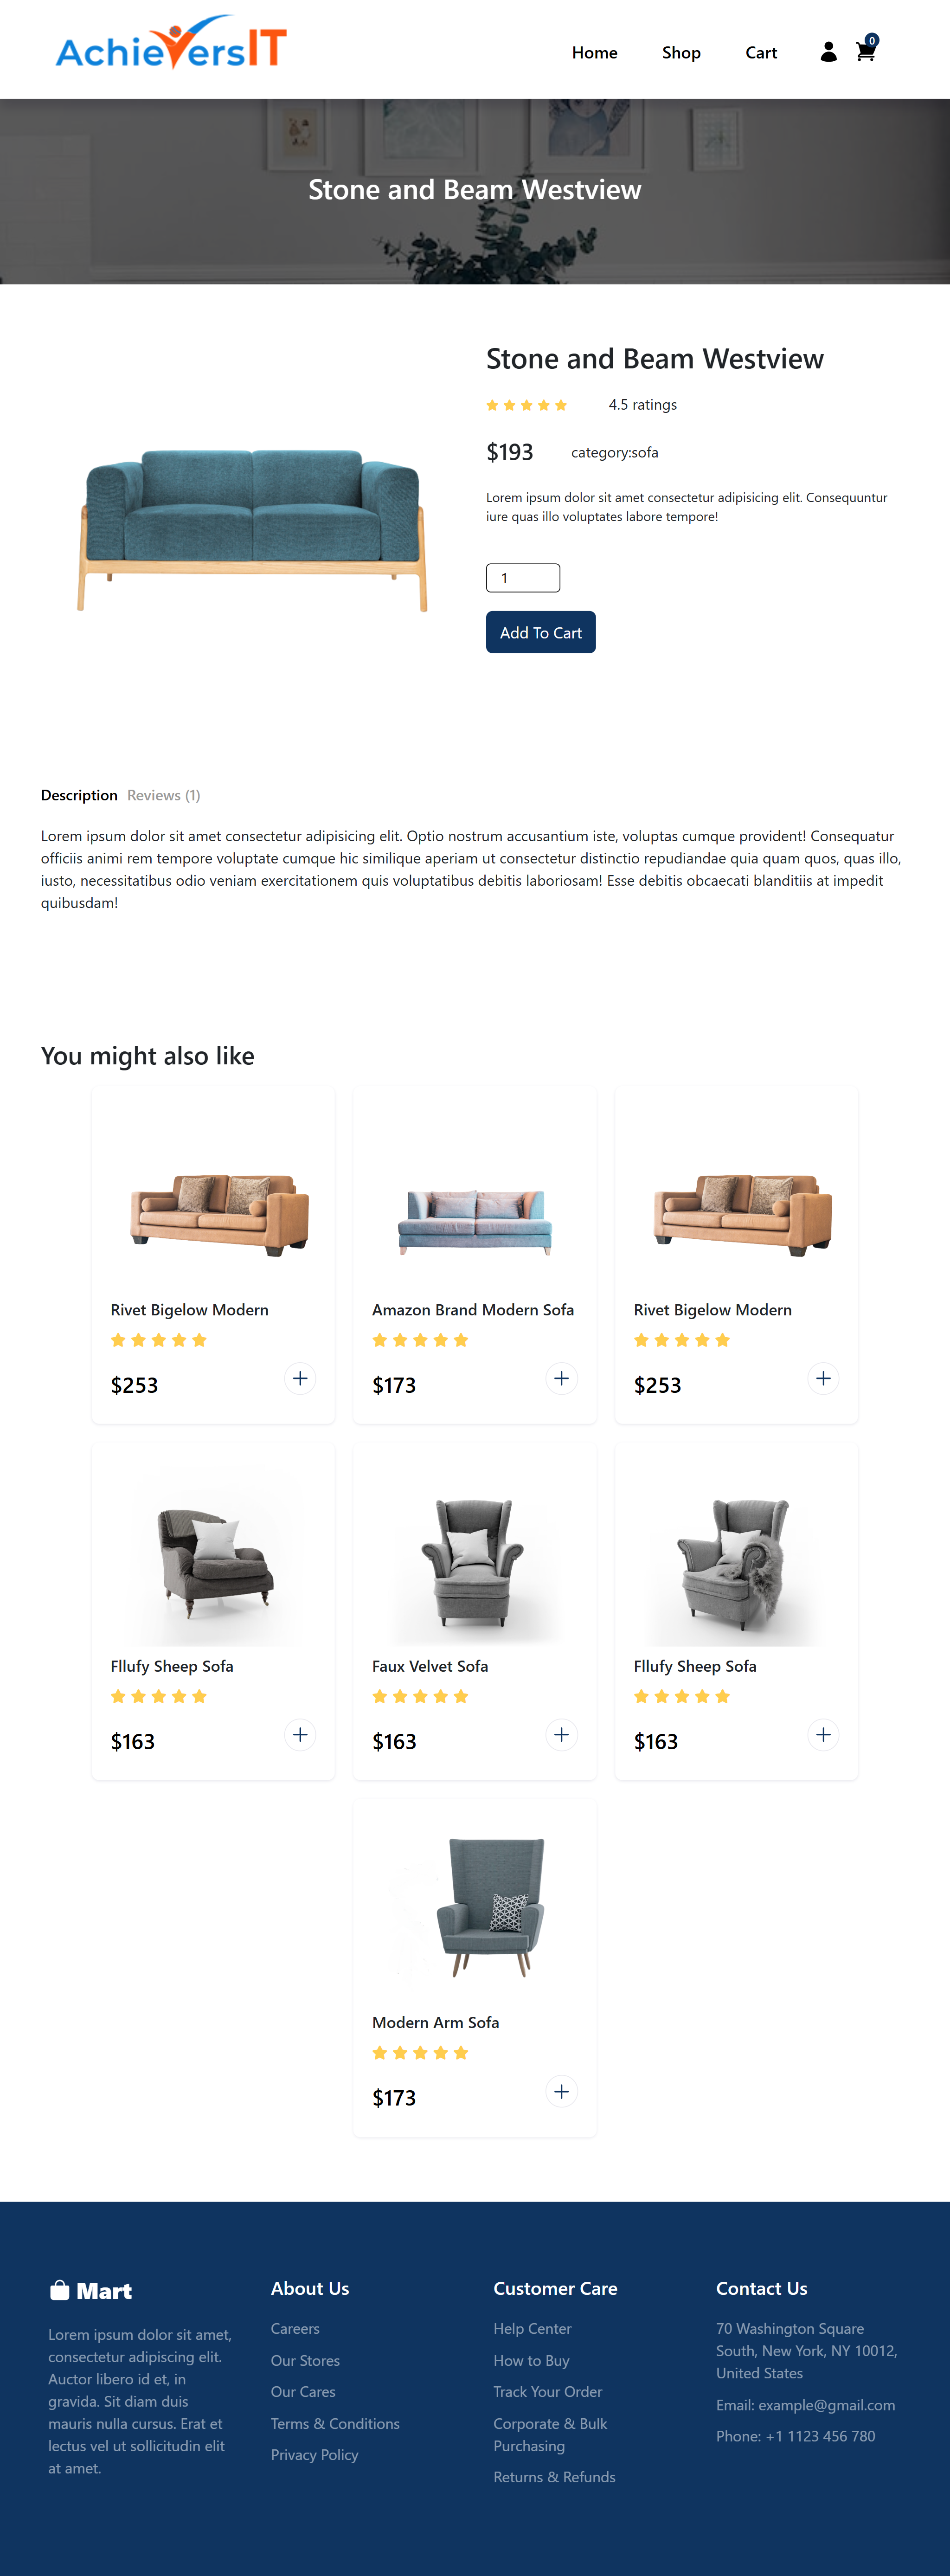 AchieversIT
Home
Shop
Cart
0
Stone and Beam Westview
Stone and Beam Westview
4.5 ratings
$193
category:sofa
Lorem ipsum dolor sit amet consectetur adipisicing elit. Consequuntur
iure quas illo voluptates labore tempore!
1
Add To Cart
Description
Reviews (1)
Lorem ipsum dolor sit amet consectetur adipisicing elit. Optio nostrum accusantium iste, voluptas cumque provident! Consequatur
officiis animi rem tempore voluptate cumque hic similique aperiam ut consectetur distinctio repudiandae quia quam quos, quas illo,
iusto, necessitatibus odio veniam exercitationem quis voluptatibus debitis laboriosam! Esse debitis obcaecati blanditiis at impedit
quibusdam!
You might also like
Rivet Bigelow Modern
$253
Amazon Brand Modern Sofa
$173
Rivet Bigelow Modern
$253
Fllufy Sheep Sofa
$163
Faux Velvet Sofa
$163
Fllufy Sheep Sofa
$163
Modern Arm Sofa
$173
Mart
Lorem ipsum dolor sit amet,
consectetur adipiscing elit.
Auctor libero id et, in
gravida. Sit diam duis
mauris nulla cursus. Erat et
lectus vel ut sollicitudin elit
at amet.
About Us
Careers
Our Stores
Our Cares
Terms & Conditions
Privacy Policy
Customer Care
Help Center
How to Buy
Track Your Order
Corporate & Bulk
Purchasing
Returns & Refunds
Contact Us
70 Washington Square
South, New York, NY 10012,
United States
Email: example@gmail.com
Phone: +1 1123 456 780